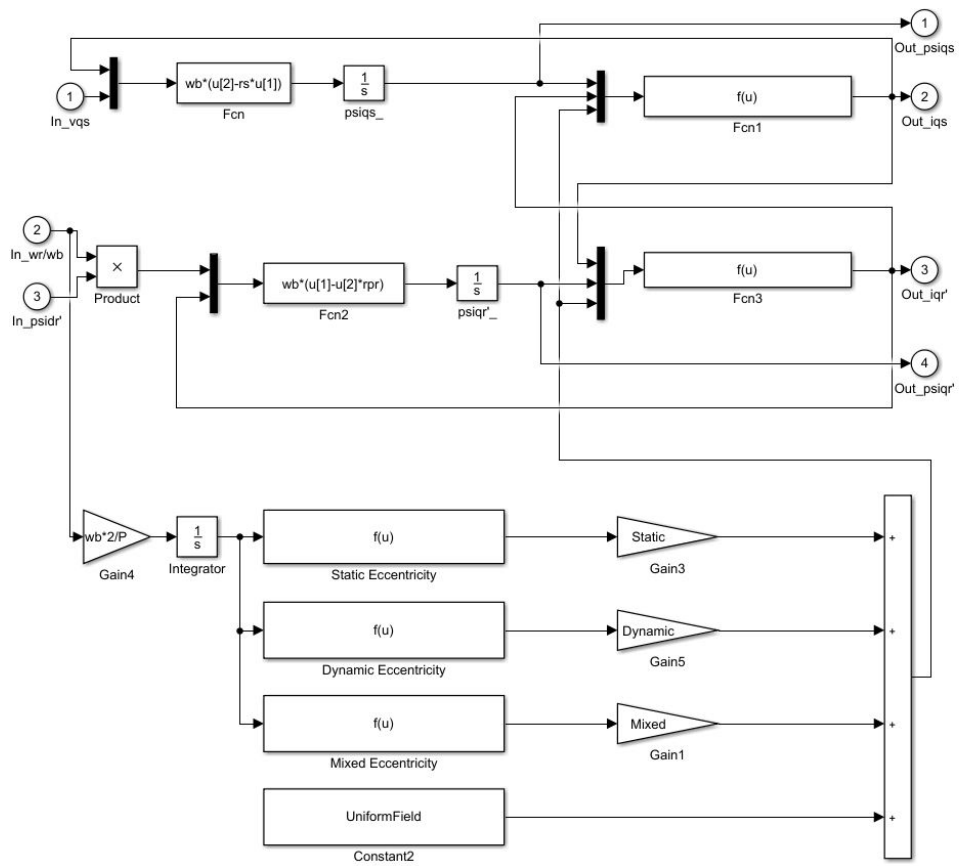 1
Out_psiqs
1
In_vqs
wb*(u[2]-rs*u[1])
Fcn
1
s
psiqs_
f(u)
Fcn1
2
Out_iqs
2
In_wr/wb
3
In_psidr'
×
Product
wb*(u[1]-u[2]*rpr)
Fcn2
1
s
psiqr'_
f(u)
Fcn3
3
Out_iqr'
4
Out_psiqr'
wb*2/P
Gain4
1
s
Integrator
f(u)
Static Eccentricity
Static
Gain3
+
f(u)
Dynamic Eccentricity
Dynamic
Gain5
+
f(u)
Mixed Eccentricity
Mixed
Gain1
+
UniformField
Constant2
+